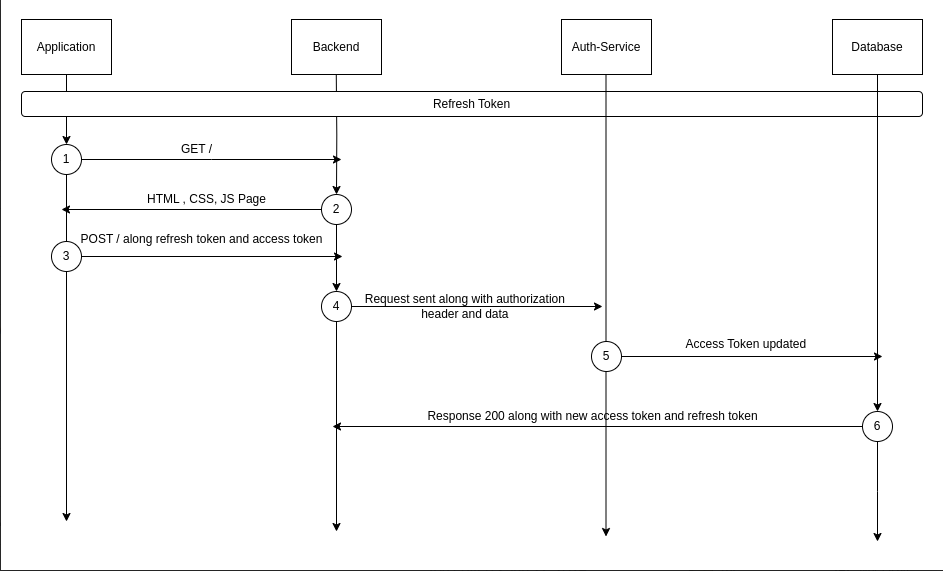 Application
Backend
Auth-Service
Database
Refresh Token
1
GET /
HTML , CSS, JS Page
2
POST / along refresh token and access token
3
4
Request sent along with authorization
header and data
5
Access Token updated
Response 200 along with new access token and refresh token
6